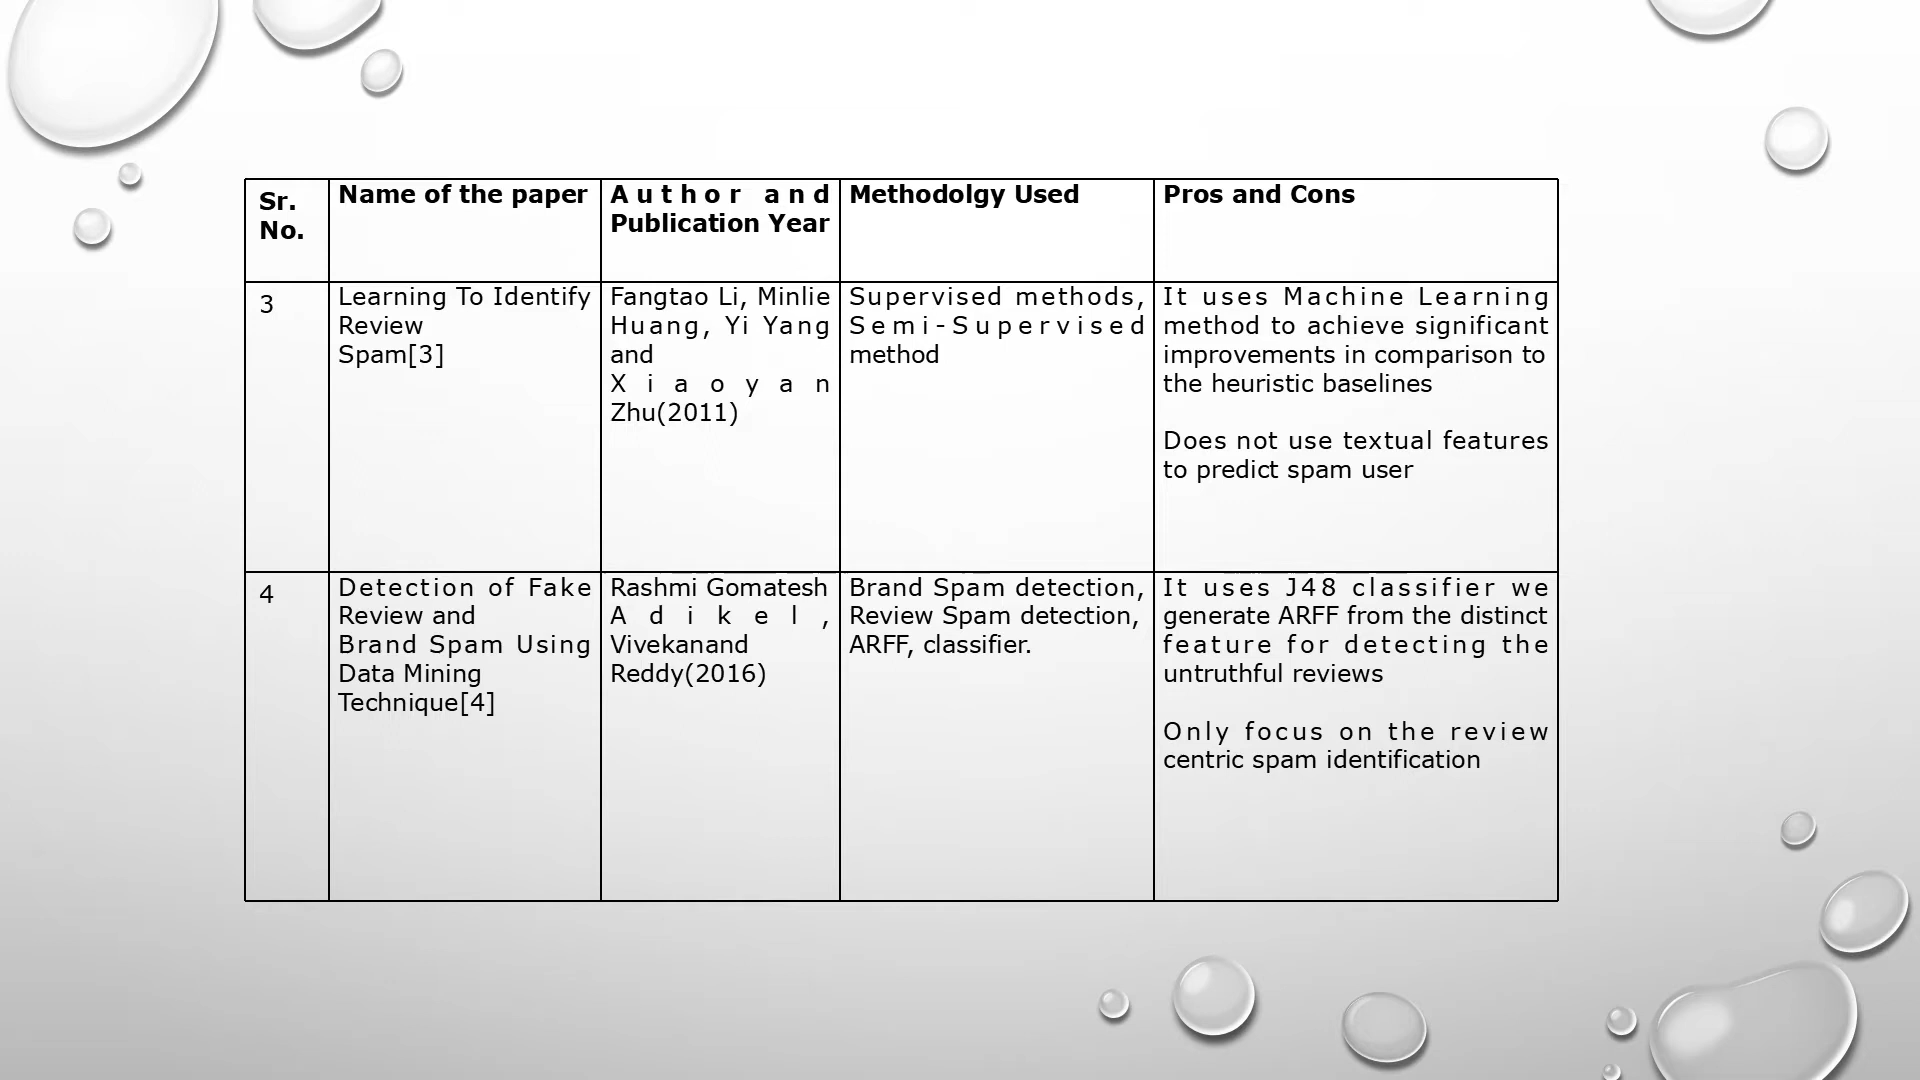 Sr.
No.
Name of the paper
Author and
Publication Year
Methodolgy Used
Pros and Cons
3
Learning To Identify
Review
Spam[3]
Fangtao Li, Minlie
Huang, Yi Yang
and
Xiaoyan
Zhu(2011)
Supervised methods,
Semi-Supervised
method
It uses Machine Learning
method to achieve significant
improvements in comparison to
the heuristic baselines
Does not use textual features
to predict spam user
4
Detection of Fake
Review and
Brand Spam Using
Data Mining
Technique[4]
Rashmi Gomatesh
Adikel,
Vivekanand
Reddy(2016)
Brand Spam detection,
Review Spam detection,
ARFF, classifier.
It uses J48 classifier we
generate ARFF from the distinct
feature for detecting the
untruthful reviews
Only focus on the review
centric spam identification